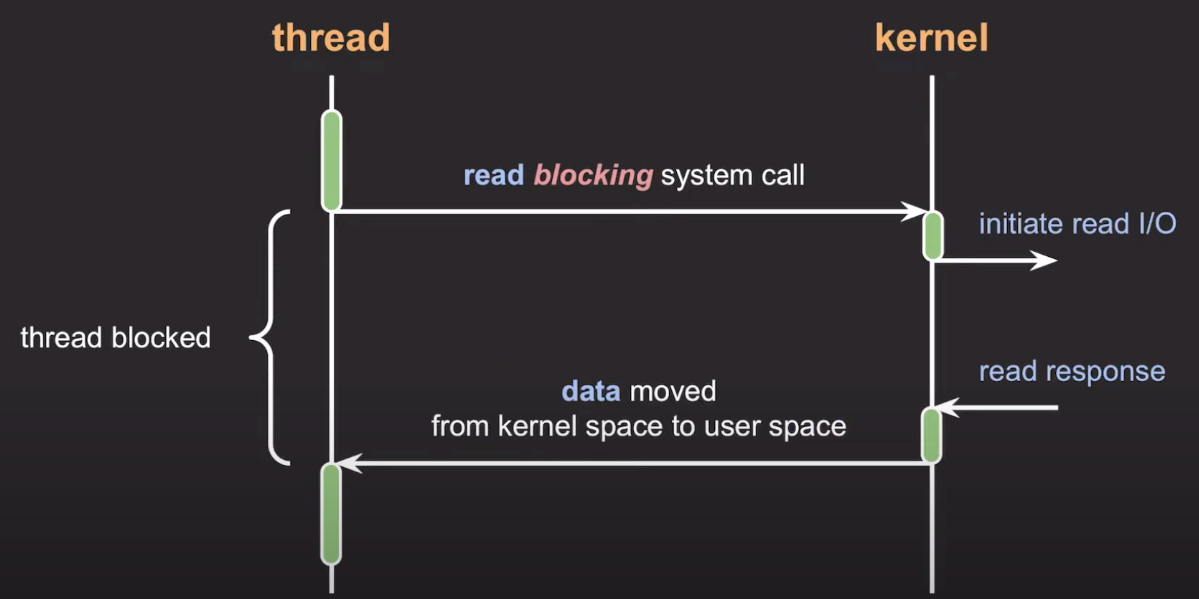 thread
kernel
read blocking system call
initiate read I/O
thread blocked
read response
data moved
from kernel space to user space